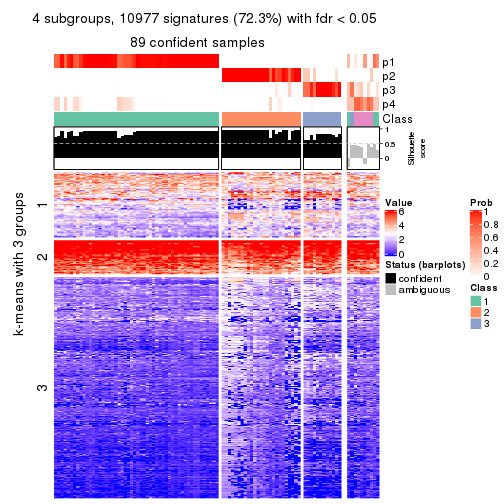 4 subgroups, 10977 signatures (72.3%) with fdr < 0.05
89 confident samples
p1
p2
p3
p4
Class
1
0.5
0
Silhouette
score
k-means with 3 groups
1
2
3
Value
6
4
2
0
Status (barplots)
confident
ambiguous
Prob
1
0.8
0.6
0.4
0.2
0
Class
1
2
3